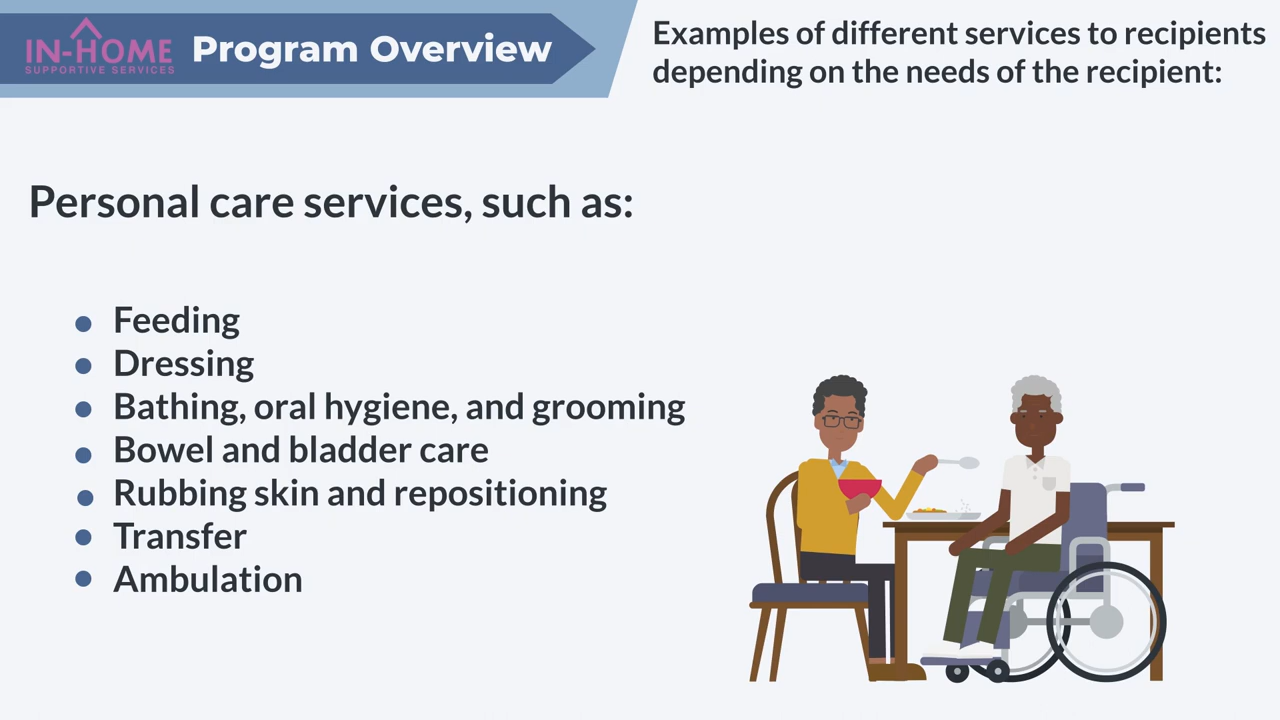 IN-HOME
SUPPORTIVE SERVICES
Program Overview
Examples of different services to recipients
depending on the needs of the recipient:
Personal care services, such as:
Feeding
Dressing
Bathing, oral hygiene, and grooming
Bowel and bladder care
Rubbing skin and repositioning
Transfer
Ambulation